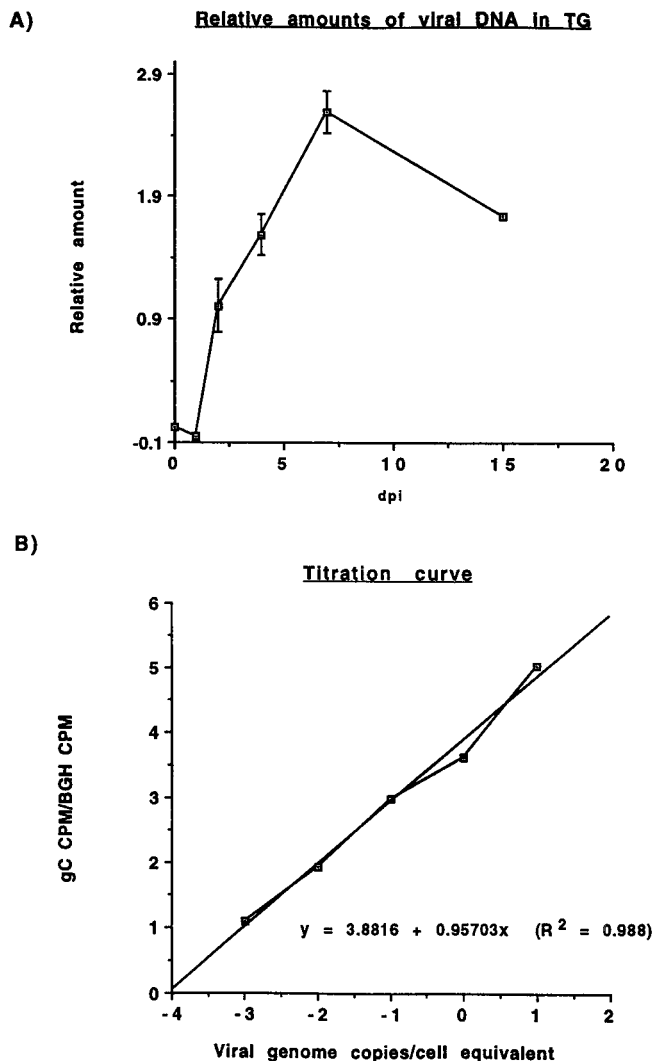 A)
Relative amounts of viral DNA in TG
2.9
1.9
0.9
-0.1
Relative amount
0
5
10
15
20
dpi
B)
Titration curve
6
5
4
3
2
1
0
gC CPM/BGH CPM
y = 3.8816 + 0.95703x (R² = 0.988)
-4
-3
-2
-1
0
1
2
Viral genome copies/cell equivalent